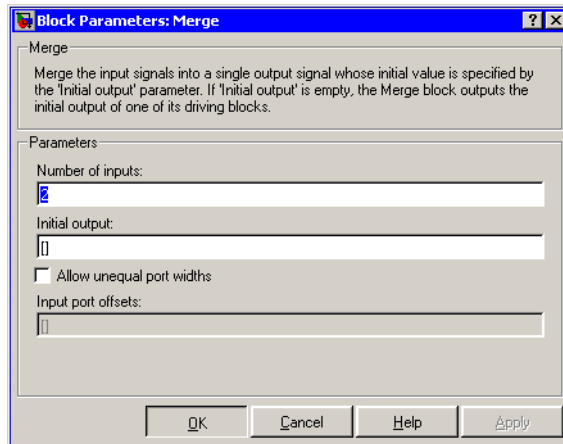 Block Parameters: Merge
Merge
Merge the input signals into a single output signal whose initial value is specified by
the 'Initial output' parameter. If 'Initial output' is empty, the Merge block outputs the
initial output of one of its driving blocks.
Parameters
Number of inputs:
2
Initial output:
[]
Allow unequal port widths
Input port offsets:
[]
OK Cancel Help Apply